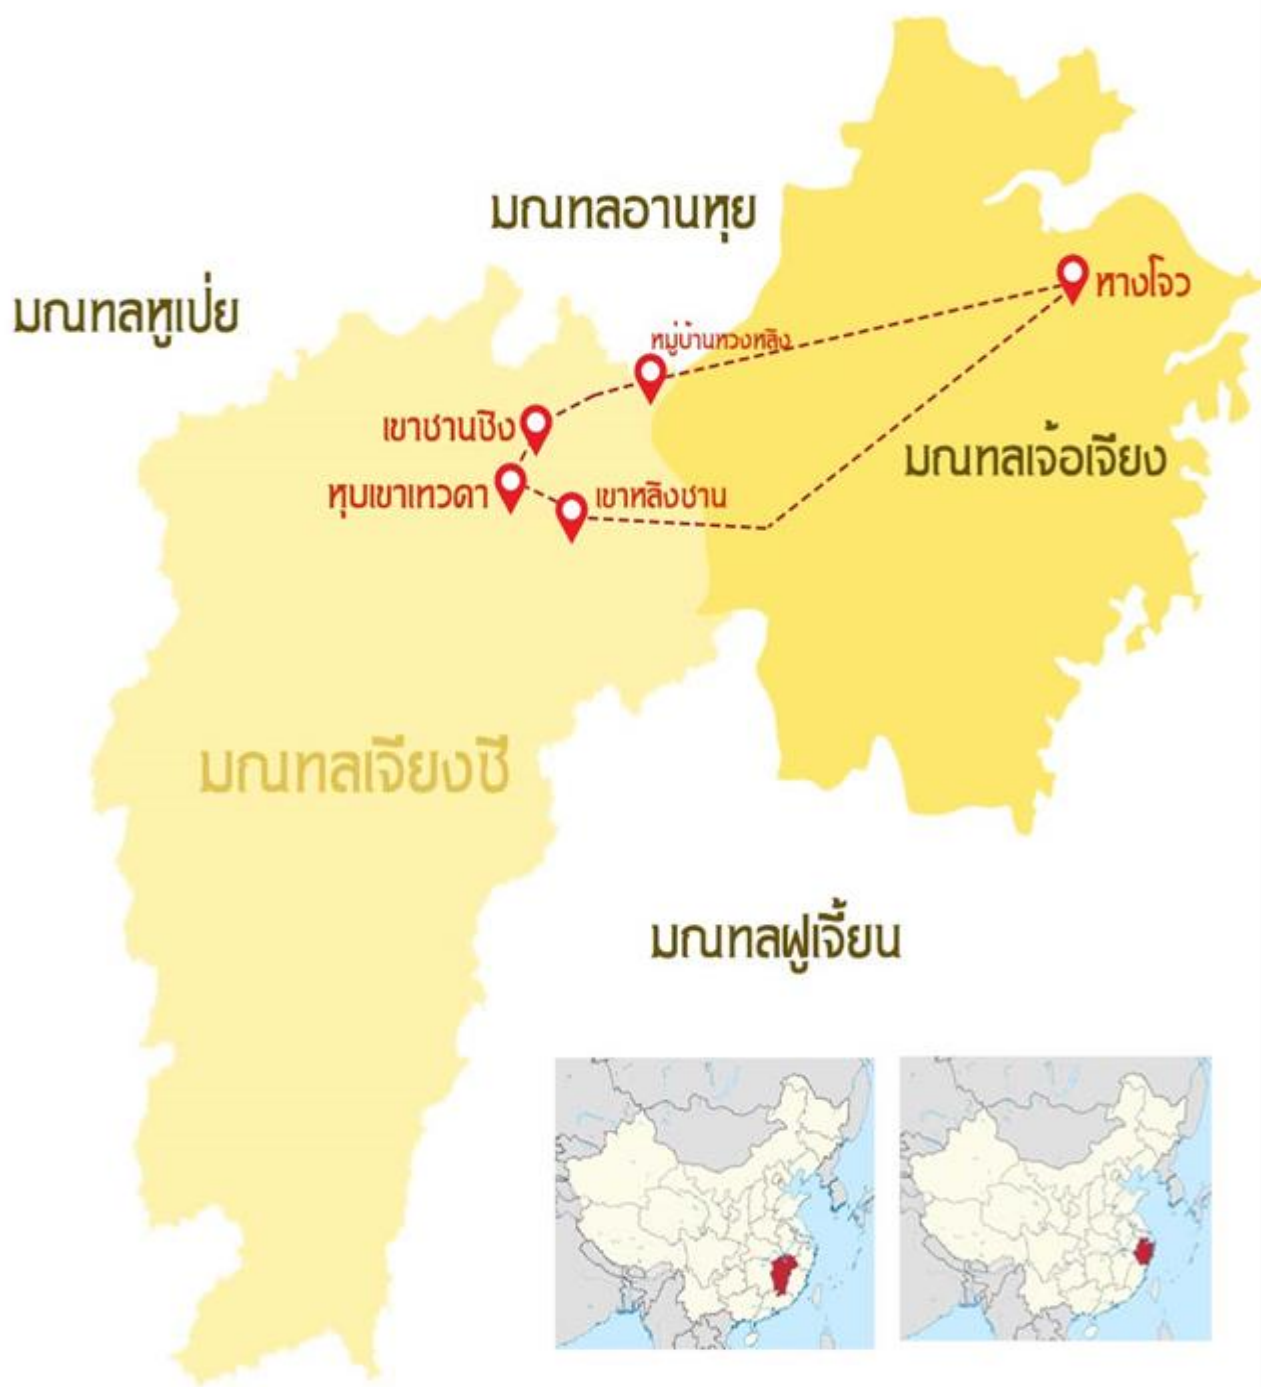 มณฑลอานหุย
มณฑลหูเป่ย
หางโจว
หมู่บ้านหวงหลิง
เขาซานชิง
มณฑลเจ้อเจียง
หุบเขาเทวดา
เขาหลิงซาน
มณฑลเจียงซี
มณฑลฝูเจี้ยน